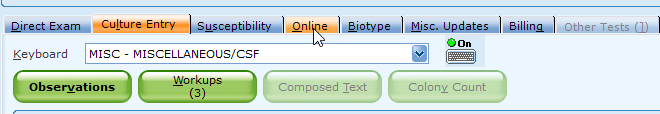 Direct Exam Culture Entry Susceptibility Online Biotype Misc. Updates Billing Other Tests (])
Keyboard MISC - MISCELLANEOUS/CSF On
Observations Workups Composed Text Colony Count
(3)